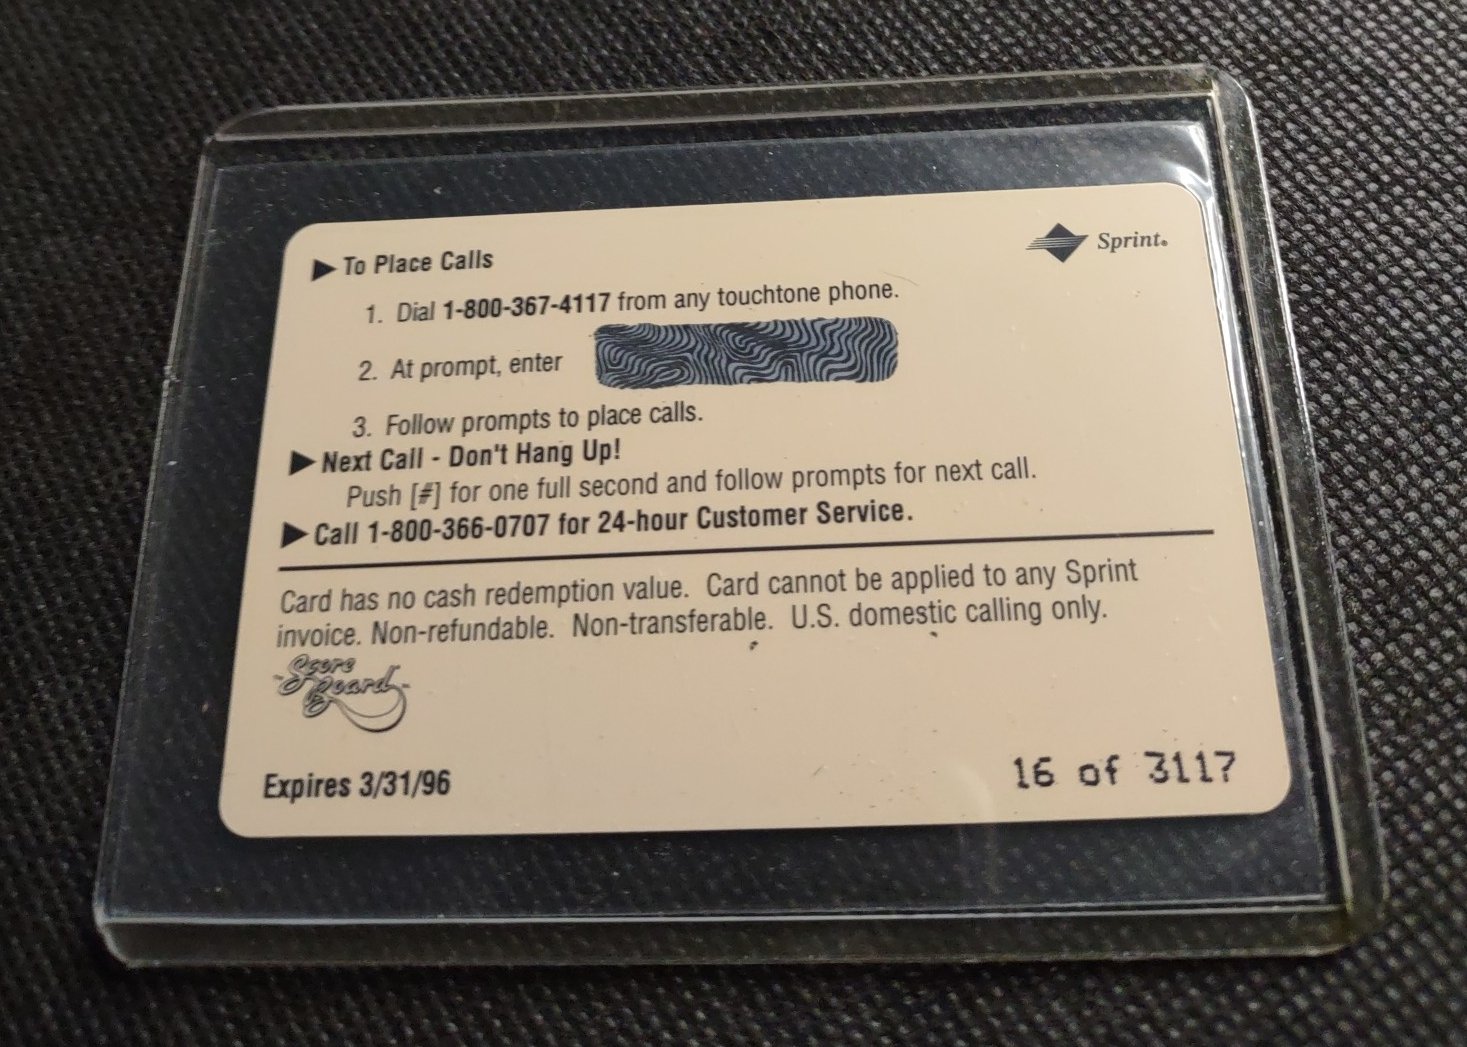 ▶ To Place Calls
Sprint®
1. Dial 1-800-367-4117 from any touchtone phone.
2. At prompt, enter
3. Follow prompts to place calls.
▶ Next Call - Don't Hang Up!
Push [#] for one full second and follow prompts for next call.
▶ Call 1-800-366-0707 for 24-hour Customer Service.
Card has no cash redemption value. Card cannot be applied to any Sprint
invoice. Non-refundable. Non-transferable. U.S. domestic calling only.
Score
Board
Expires 3/31/96
16 of 3117